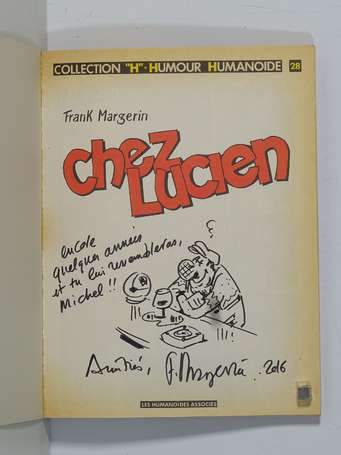 COLLECTION "H"·HUMOUR HUMANOIDE 28
FranK Margerin
chez
Lucien
encore
quelques années
et tu lui ressembleras,
Michel !!
?
Amitiés, F. Margerin. 2016
LES HUMANOÏDES ASSOCIÉS